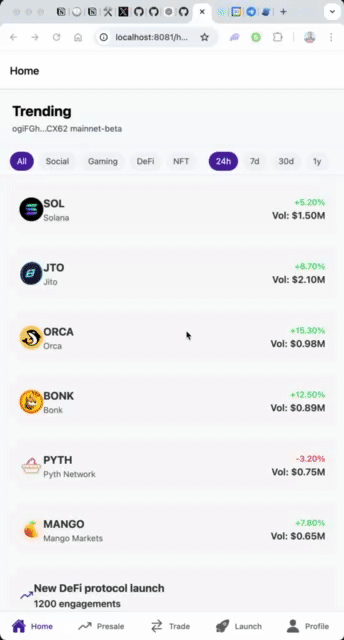 localhost:8081/h...
Home
Trending
ogiFGh...CX62 mainnet-beta
All Social Gaming DeFi NFT 24h 7d 30d 1y
SOL +5.20%
Solana Vol: $1.50M
JTO +8.70%
Jito Vol: $2.10M
ORCA +15.30%
Orca Vol: $0.98M
BONK +12.50%
Bonk Vol: $0.89M
PYTH -3.20%
Pyth Network Vol: $0.75M
MANGO +7.80%
Mango Markets Vol: $0.65M
New DeFi protocol launch
1200 engagements
Home Presale Trade Launch Profile